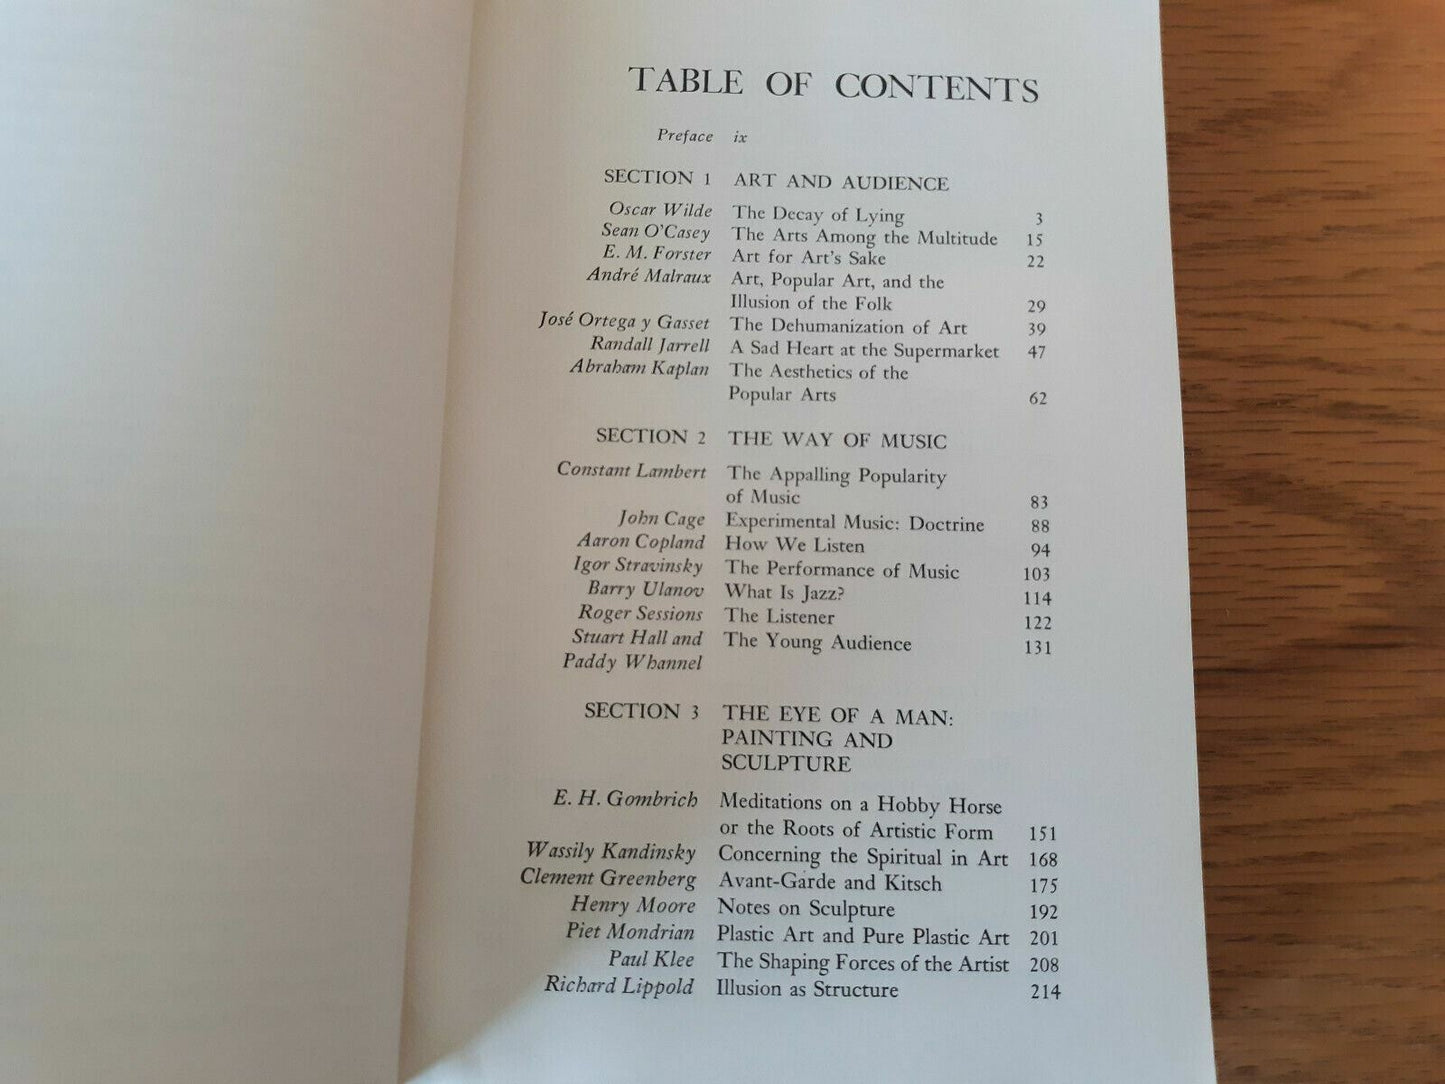 TABLE OF CONTENTS
Preface ix
SECTION 1 ART AND AUDIENCE
Oscar Wilde The Decay of Lying 3
Sean O'Casey The Arts Among the Multitude 15
E. M. Forster Art for Art's Sake 22
André Malraux Art, Popular Art, and the
Illusion of the Folk 29
José Ortega y Gasset The Dehumanization of Art 39
Randall Jarrell A Sad Heart at the Supermarket 47
Abraham Kaplan The Aesthetics of the
Popular Arts 62
SECTION 2 THE WAY OF MUSIC
Constant Lambert The Appalling Popularity
of Music 83
John Cage Experimental Music: Doctrine 88
Aaron Copland How We Listen 94
Igor Stravinsky The Performance of Music 103
Barry Ulanov What Is Jazz? 114
Roger Sessions The Listener 122
Stuart Hall and The Young Audience 131
Paddy Whannel
SECTION 3 THE EYE OF A MAN:
PAINTING AND
SCULPTURE
E. H. Gombrich Meditations on a Hobby Horse
or the Roots of Artistic Form 151
Wassily Kandinsky Concerning the Spiritual in Art 168
Clement Greenberg Avant-Garde and Kitsch 175
Henry Moore Notes on Sculpture 192
Piet Mondrian Plastic Art and Pure Plastic Art 201
Paul Klee The Shaping Forces of the Artist 208
Richard Lippold Illusion as Structure 214